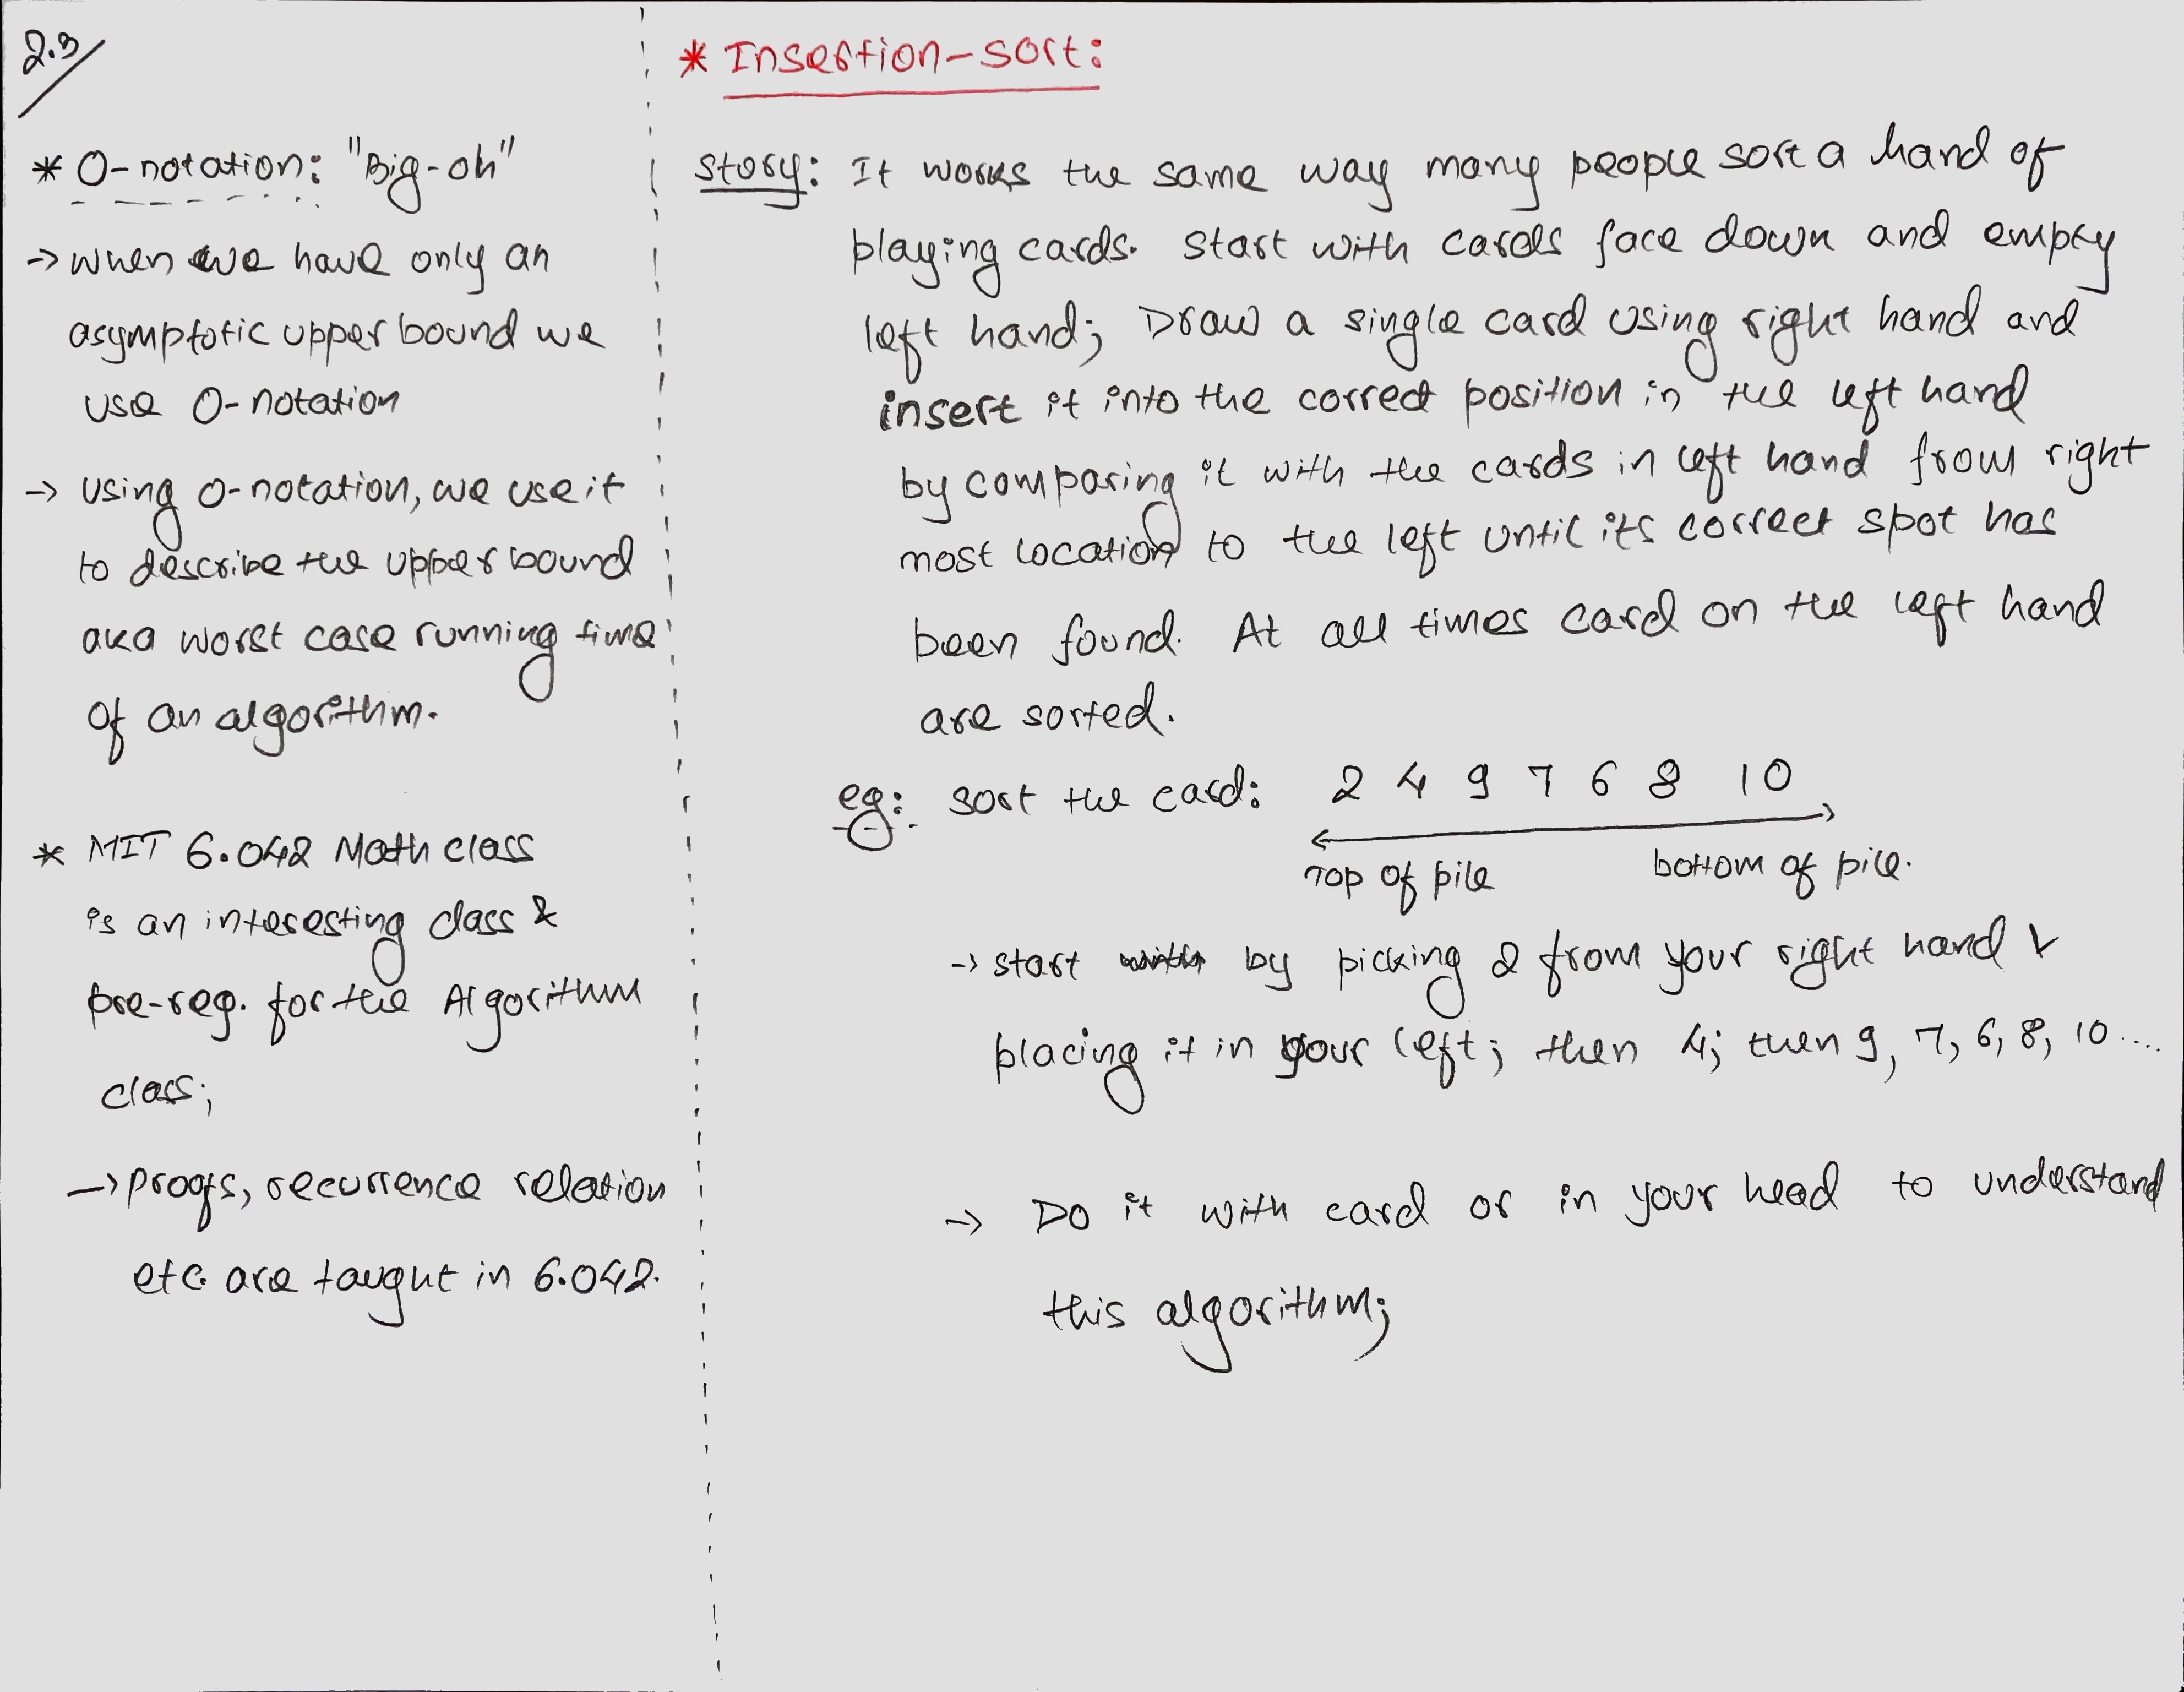 2.3
* O-notation: "Big-oh"
-> when we have only an
asymptotic upper bound we
use O-notation
-> using O-notation, we use it
to describe the upper bound
aka worst case running time
of an algorithm.
* MIT 6.042 Math class
is an interesting class &
pre-req. for the Algorithm
class;
-> proofs, recurrence relation
etc. are taught in 6.042.
* Insertion-sort:
story: It works the same way many people sort a hand of
playing cards. Start with cards face down and empty
left hand; Draw a single card using right hand and
insert it into the correct position in the left hand
by comparing it with the cards in left hand from right
most location to the left until its correct spot has
been found. At all times card on the left hand
are sorted.
eg: sort the card: 2 4 9 7 6 8 10
Top of pile bottom of pile.
-> start by picking 2 from your right hand &
placing it in your left; then 4; then 9, 7, 6, 8, 10....
-> Do it with card or in your head to understand
this algorithm;